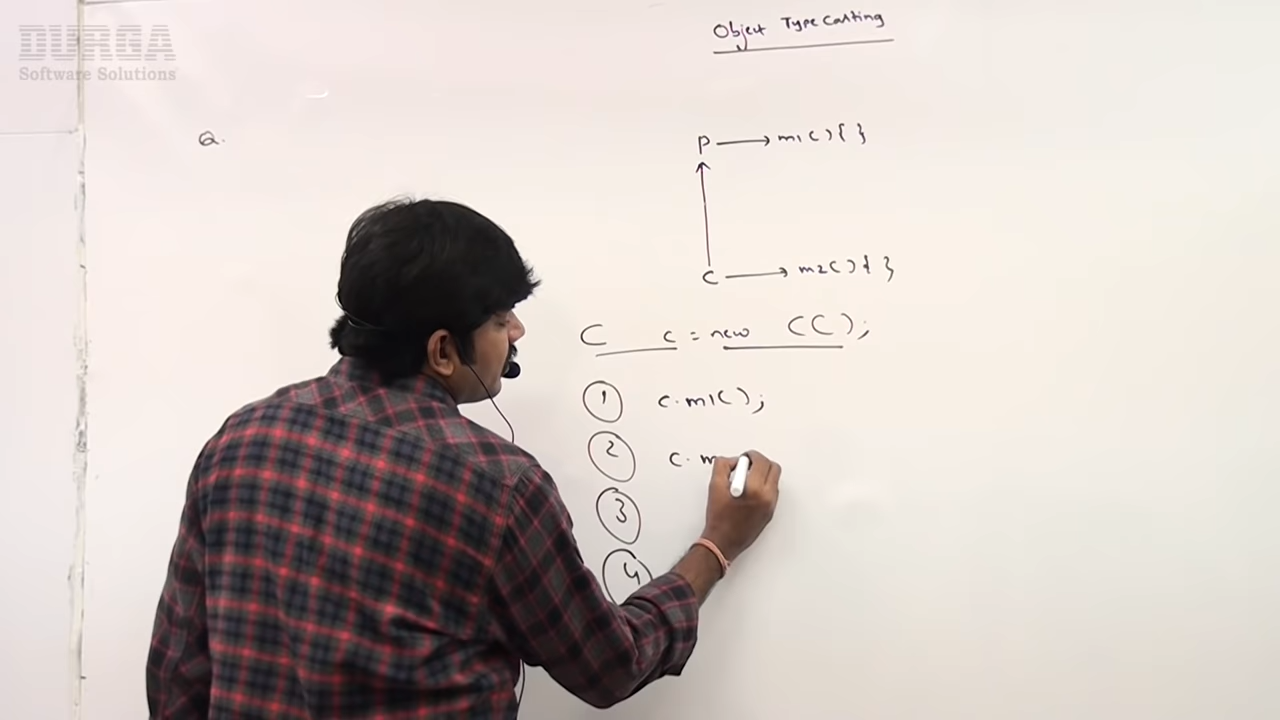 DURGA
Software Solutions
Object Type Casting
Q.
P → m1() { }
C → m2() { }
C c = new C();
1 c.m1();
2 c.m
3
4